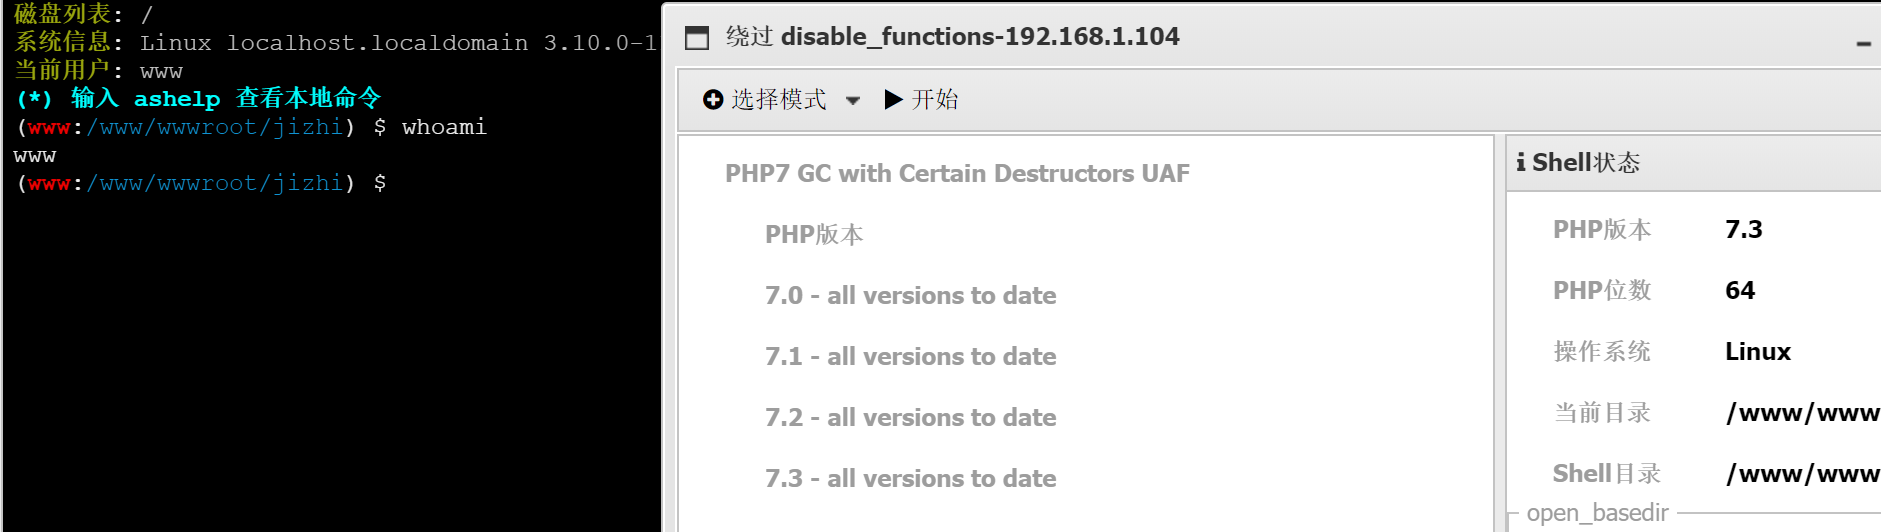 磁盘列表: /
系统信息: Linux localhost.localdomain 3.10.0-1
当前用户: www
(*) 输入 ashelp 查看本地命令
(www:/www/wwwroot/jizhi) $ whoami
www
(www:/www/wwwroot/jizhi) $
绕过 disable_functions-192.168.1.104
选择模式 开始
PHP7 GC with Certain Destructors UAF
PHP版本
7.0 - all versions to date
7.1 - all versions to date
7.2 - all versions to date
7.3 - all versions to date
Shell状态
PHP版本 7.3
PHP位数 64
操作系统 Linux
当前目录 /www/www
Shell目录 /www/www
open_basedir